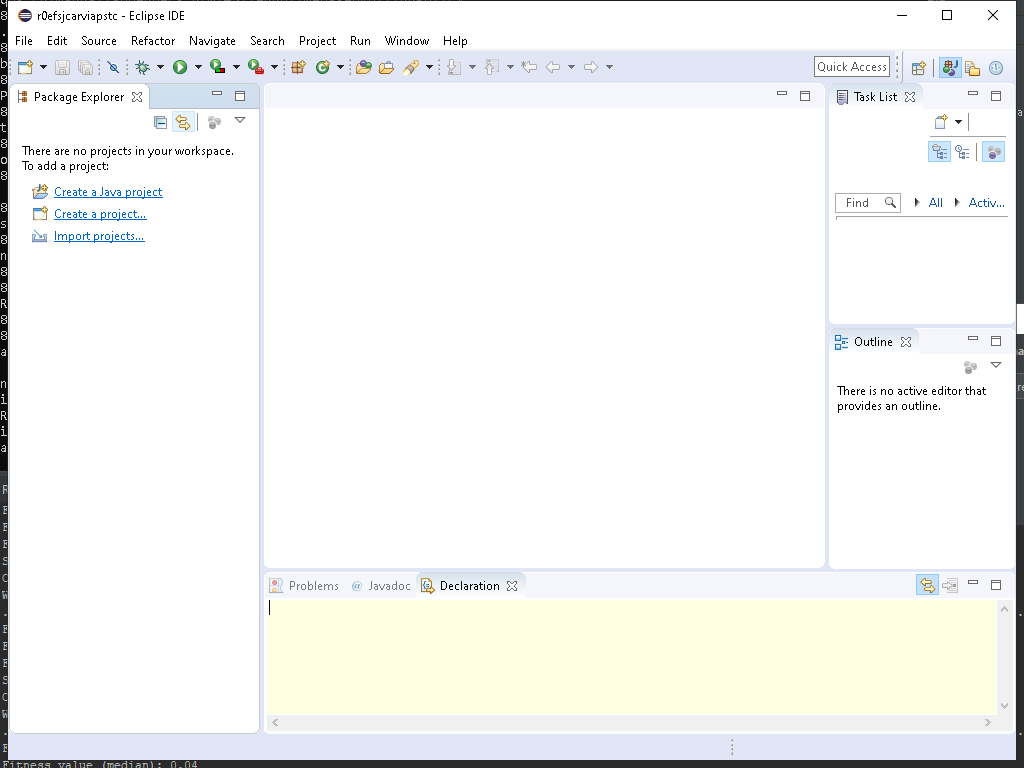 r0efsjcarviapstc - Eclipse IDE
File Edit Source Refactor Navigate Search Project Run Window Help
Quick Access
Package Explorer
There are no projects in your workspace.
To add a project:
Create a Java project
Create a project...
Import projects...
Task List
Find All Activ...
Outline
There is no active editor that
provides an outline.
Problems @ Javadoc Declaration
Fitness value (median): 0.04